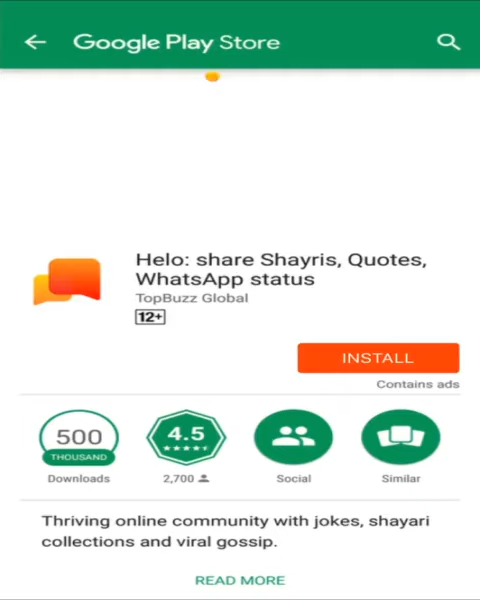 Google Play Store
Helo: share Shayris, Quotes,
WhatsApp status
TopBuzz Global
12+
INSTALL
Contains ads
500
THOUSAND
Downloads
4.5
2,700
Social
Similar
Thriving online community with jokes, shayari
collections and viral gossip.
READ MORE